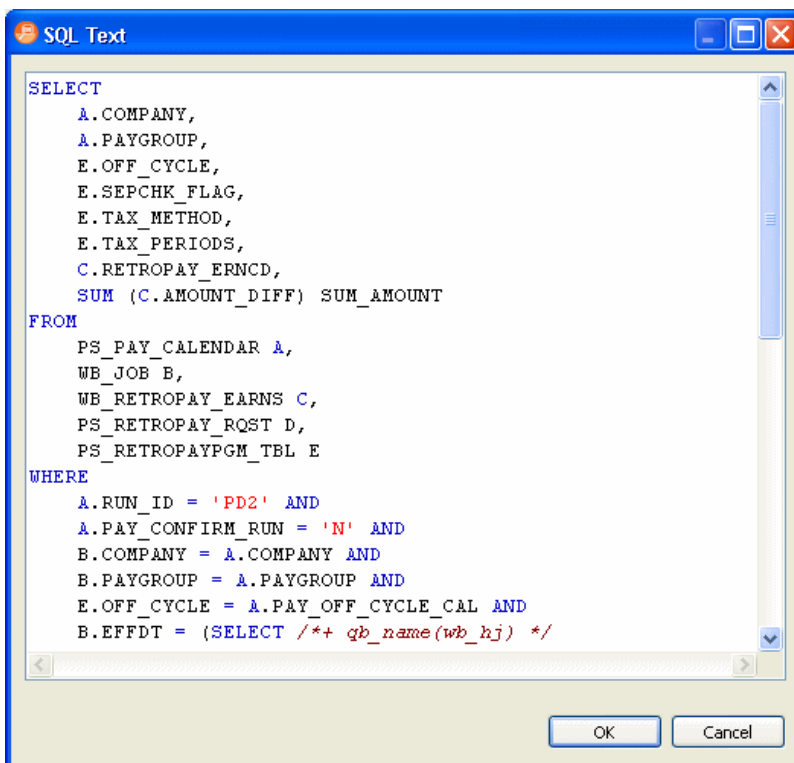 SQL Text
SELECT
A.COMPANY,
A.PAYGROUP,
E.OFF_CYCLE,
E.SEPCHK_FLAG,
E.TAX_METHOD,
E.TAX_PERIODS,
C.RETROPAY_ERNCD,
SUM (C.AMOUNT_DIFF) SUM_AMOUNT
FROM
PS_PAY_CALENDAR A,
WB_JOB B,
WB_RETROPAY_EARNS C,
PS_RETROPAY_RQST D,
PS_RETROPAYPGM_TBL E
WHERE
A.RUN_ID = 'PD2' AND
A.PAY_CONFIRM_RUN = 'N' AND
B.COMPANY = A.COMPANY AND
B.PAYGROUP = A.PAYGROUP AND
E.OFF_CYCLE = A.PAY_OFF_CYCLE_CAL AND
B.EFFDT = (SELECT /*+ qb_name(wb_hj) */
OK Cancel